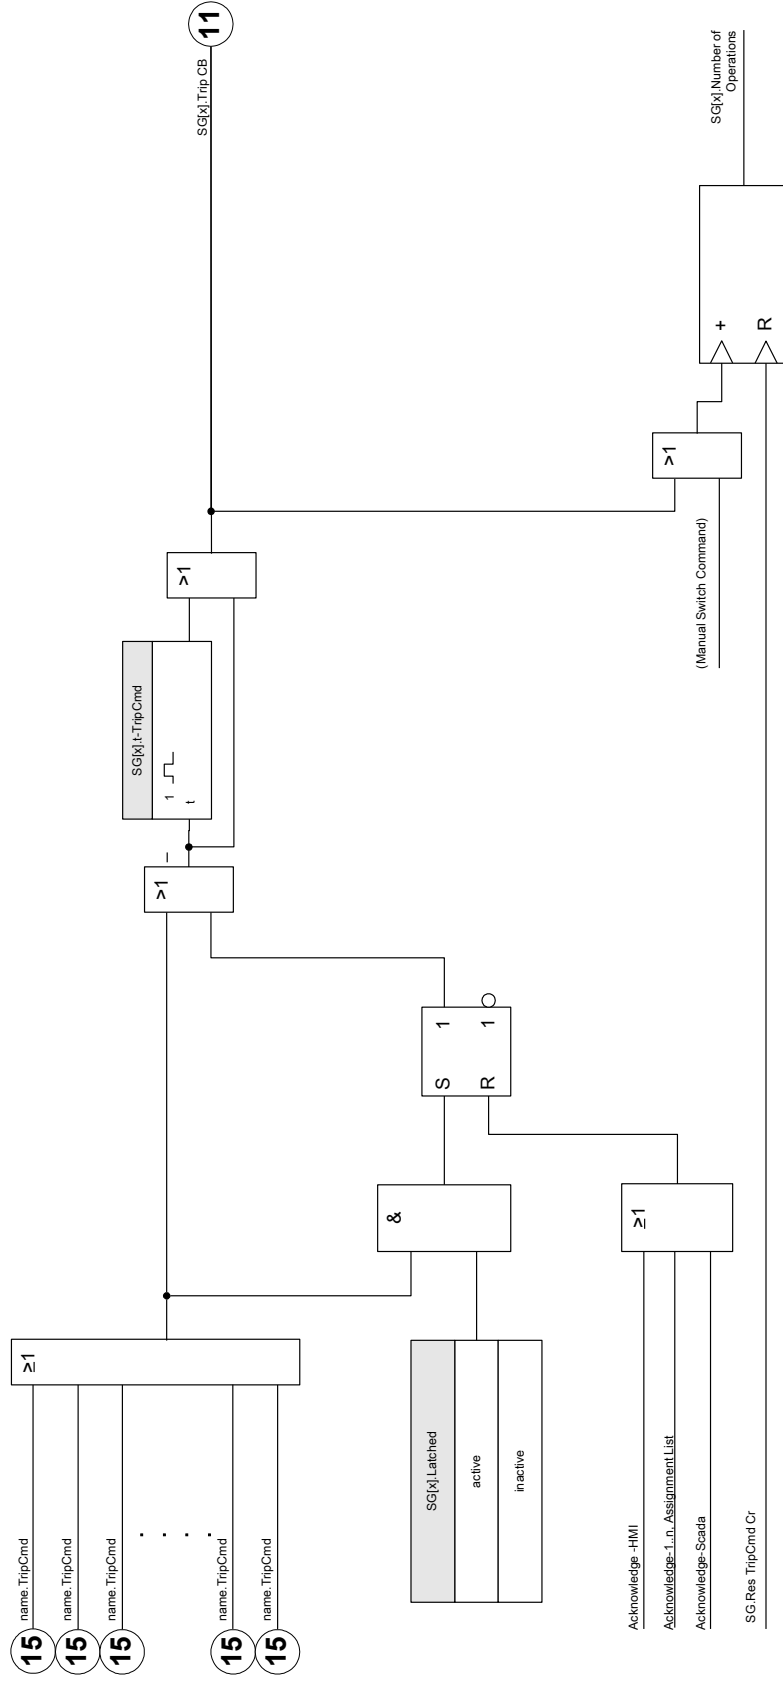 15
name.TripCmd
15
name.TripCmd
15
name.TripCmd
. . . .
15
name.TripCmd
15
name.TripCmd
≥1
SG[x].Latched
active
inactive
&
Acknowledge -HMI
Acknowledge-1..n, Assignment List
Acknowledge-Scada
≥1
SG.Res TripCmd Cr
S
1
R
1
>1
SG[x].t-TripCmd
1
t
>1
SG[x].Trip CB
11
(Manual Switch Command)
>1
+
R
SG[x].Number of
Operations